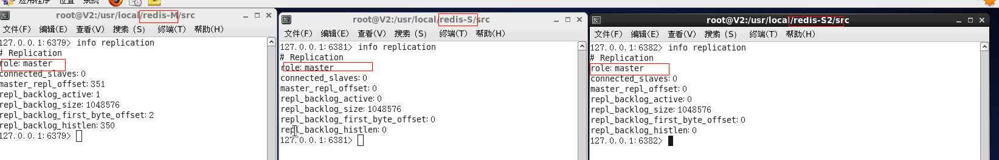 应用程序 位置 系统
root@V2:/usr/local/redis-M/src
文件(F) 编辑(E) 查看(V) 搜索 (S) 终端(T) 帮助(H)
127.0.0.1:6379> info replication
# Replication
role:master
connected_slaves:0
master_repl_offset:351
repl_backlog_active:1
repl_backlog_size:1048576
repl_backlog_first_byte_offset:2
repl_backlog_histlen:350
127.0.0.1:6379>
root@V2:/usr/local/redis-S/src
文件(F) 编辑(E) 查看(V) 搜索 (S) 终端(T) 帮助(H)
127.0.0.1:6381> info replication
# Replication
role:master
connected_slaves:0
master_repl_offset:0
repl_backlog_active:0
repl_backlog_size:1048576
repl_backlog_first_byte_offset:0
repl_backlog_histlen:0
127.0.0.1:6381>
root@V2:/usr/local/redis-S2/src
文件(F) 编辑(E) 查看(V) 搜索 (S) 终端(T) 帮助(H)
127.0.0.1:6382> info replication
# Replication
role:master
connected_slaves:0
master_repl_offset:0
repl_backlog_active:0
repl_backlog_size:1048576
repl_backlog_first_byte_offset:0
repl_backlog_histlen:0
127.0.0.1:6382>